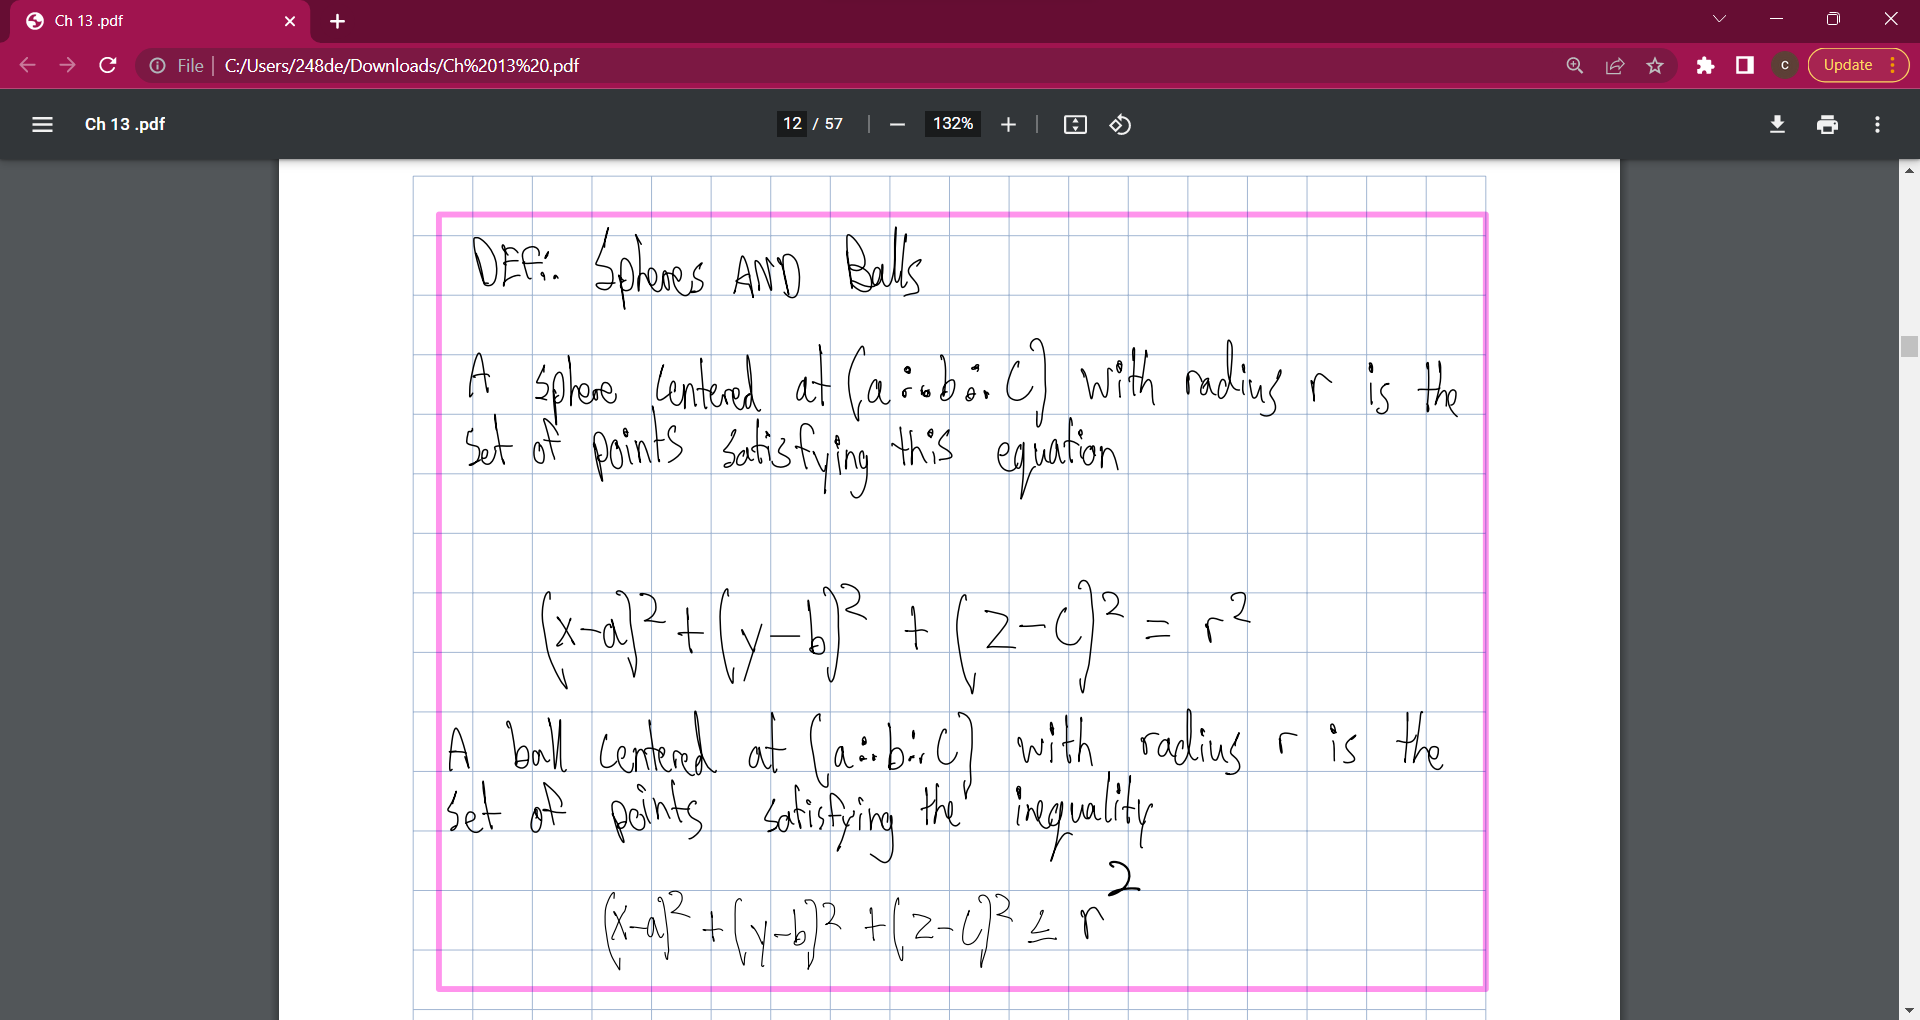 Ch 13 .pdf
File | C:/Users/248de/Downloads/Ch%2013%20.pdf
C
Update
Ch 13 .pdf
12 / 57
132%
DEF:. Spheres AND Balls
A sphere centered at (a:.b:.C) with radius r is the
set of points satisfying this equation
(x-a)² + (y-b)² + (z-C)² = r²
A ball centered at (a:.b:.C) with radius r is the
set of points satisfying the inequality
(x-a)² + (y-b)² + (z-C)² ≤ r²